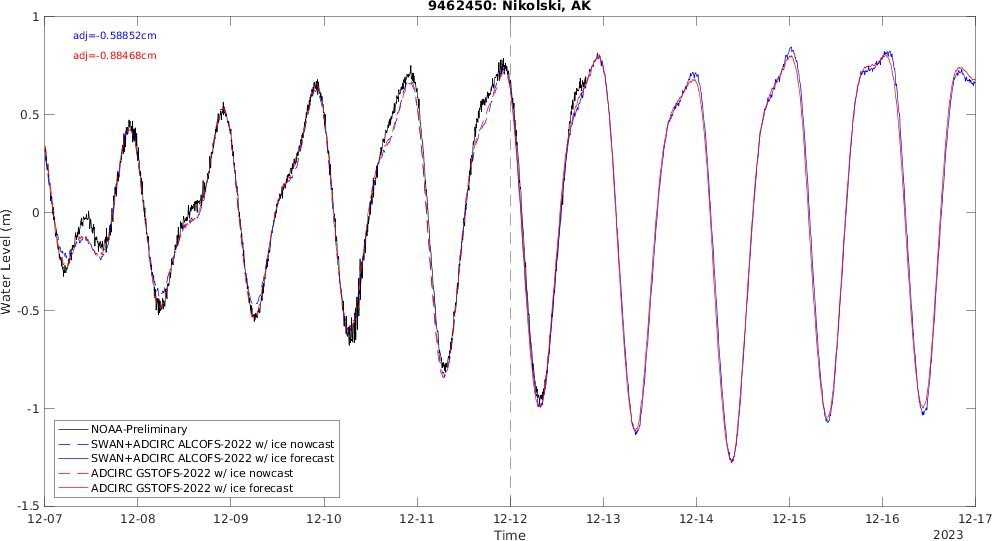 9462450: Nikolski, AK
adj=-0.58852cm
adj=-0.88468cm
1
0.5
0
-0.5
-1
-1.5
Water Level (m)
NOAA-Preliminary
SWAN+ADCIRC ALCOFS-2022 w/ ice nowcast
SWAN+ADCIRC ALCOFS-2022 w/ ice forecast
ADCIRC GSTOFS-2022 w/ ice nowcast
ADCIRC GSTOFS-2022 w/ ice forecast
12-07 12-08 12-09 12-10 12-11 12-12 12-13 12-14 12-15 12-16 12-17
Time
2023